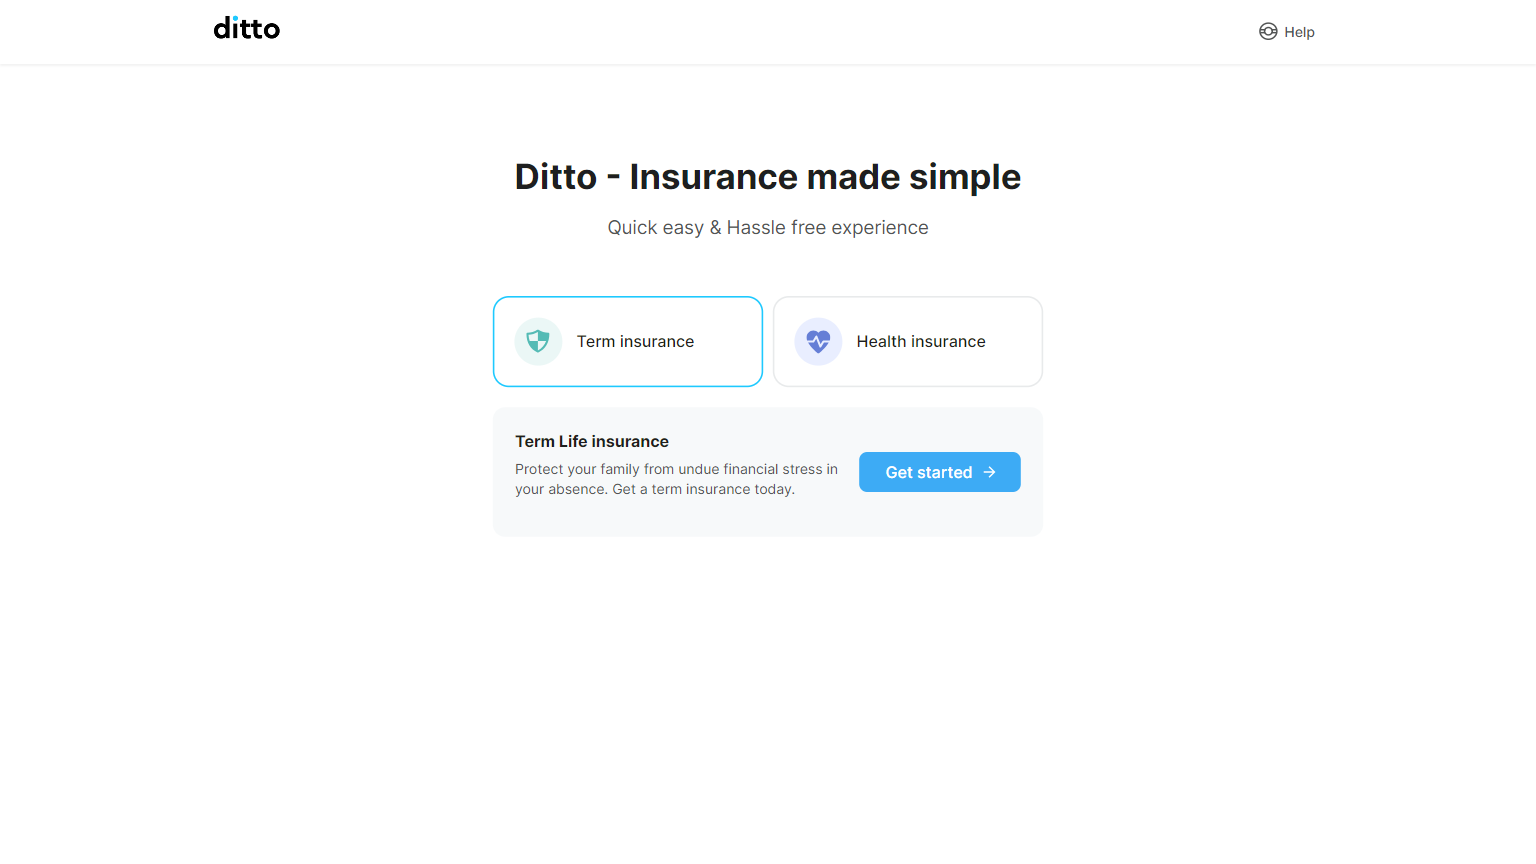 ditto
Help
Ditto - Insurance made simple
Quick easy & Hassle free experience
Term insurance
Health insurance
Term Life insurance
Protect your family from undue financial stress in
your absence. Get a term insurance today.
Get started